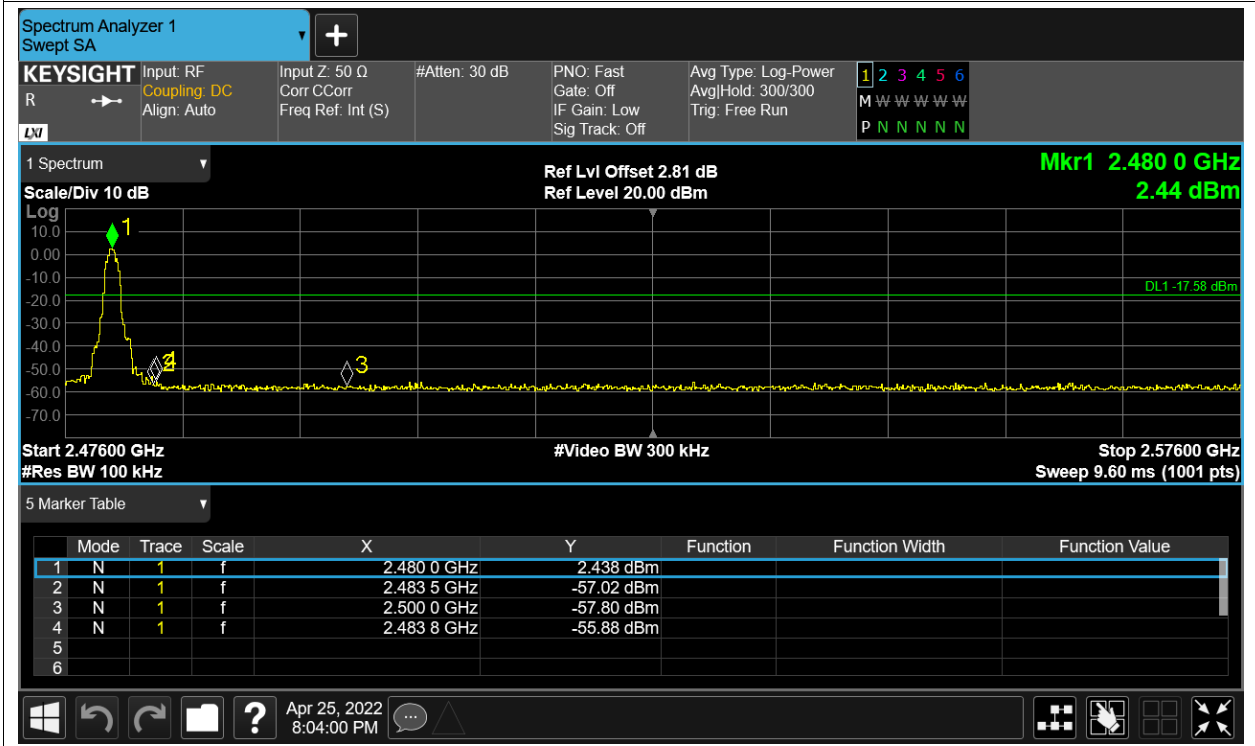 Spectrum Analyzer 1
Swept SA
+
KEYSIGHT
R
LXI
Input: RF
Coupling: DC
Align: Auto
Input Z: 50 Ω
Corr CCorr
Freq Ref: Int (S)
#Atten: 30 dB
PNO: Fast
Gate: Off
IF Gain: Low
Sig Track: Off
Avg Type: Log-Power
Avg|Hold: 300/300
Trig: Free Run
1 2 3 4 5 6
M W W W W W
P N N N N N
1 Spectrum
Scale/Div 10 dB
Ref Lvl Offset 2.81 dB
Ref Level 20.00 dBm
Mkr1 2.480 0 GHz
2.44 dBm
Log
10.0
0.00
-10.0
-20.0
-30.0
-40.0
-50.0
-60.0
-70.0
1
2
4
3
DL1 -17.58 dBm
Start 2.47600 GHz
#Res BW 100 kHz
#Video BW 300 kHz
Stop 2.57600 GHz
Sweep 9.60 ms (1001 pts)
5 Marker Table
Mode Trace Scale X Y Function Function Width Function Value
1 N 1 f 2.480 0 GHz 2.438 dBm
2 N 1 f 2.483 5 GHz -57.02 dBm
3 N 1 f 2.500 0 GHz -57.80 dBm
4 N 1 f 2.483 8 GHz -55.88 dBm
5
6
?
Apr 25, 2022
8:04:00 PM